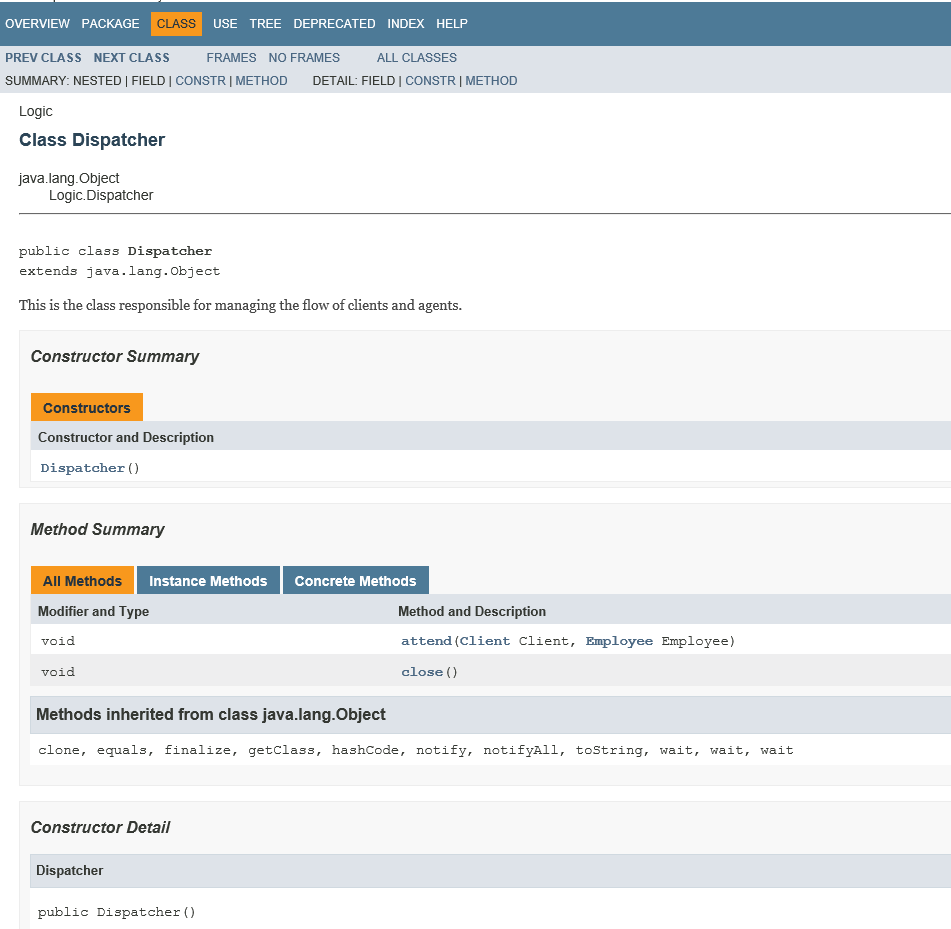 OVERVIEW PACKAGE CLASS USE TREE DEPRECATED INDEX HELP
PREV CLASS NEXT CLASS FRAMES NO FRAMES ALL CLASSES
SUMMARY: NESTED | FIELD | CONSTR | METHOD DETAIL: FIELD | CONSTR | METHOD
Logic
Class Dispatcher
java.lang.Object
Logic.Dispatcher
public class Dispatcher
extends java.lang.Object
This is the class responsible for managing the flow of clients and agents.
Constructor Summary
Constructors
Constructor and Description
Dispatcher()
Method Summary
All Methods Instance Methods Concrete Methods
Modifier and Type Method and Description
void attend(Client Client, Employee Employee)
void close()
Methods inherited from class java.lang.Object
clone, equals, finalize, getClass, hashCode, notify, notifyAll, toString, wait, wait, wait
Constructor Detail
Dispatcher
public Dispatcher()